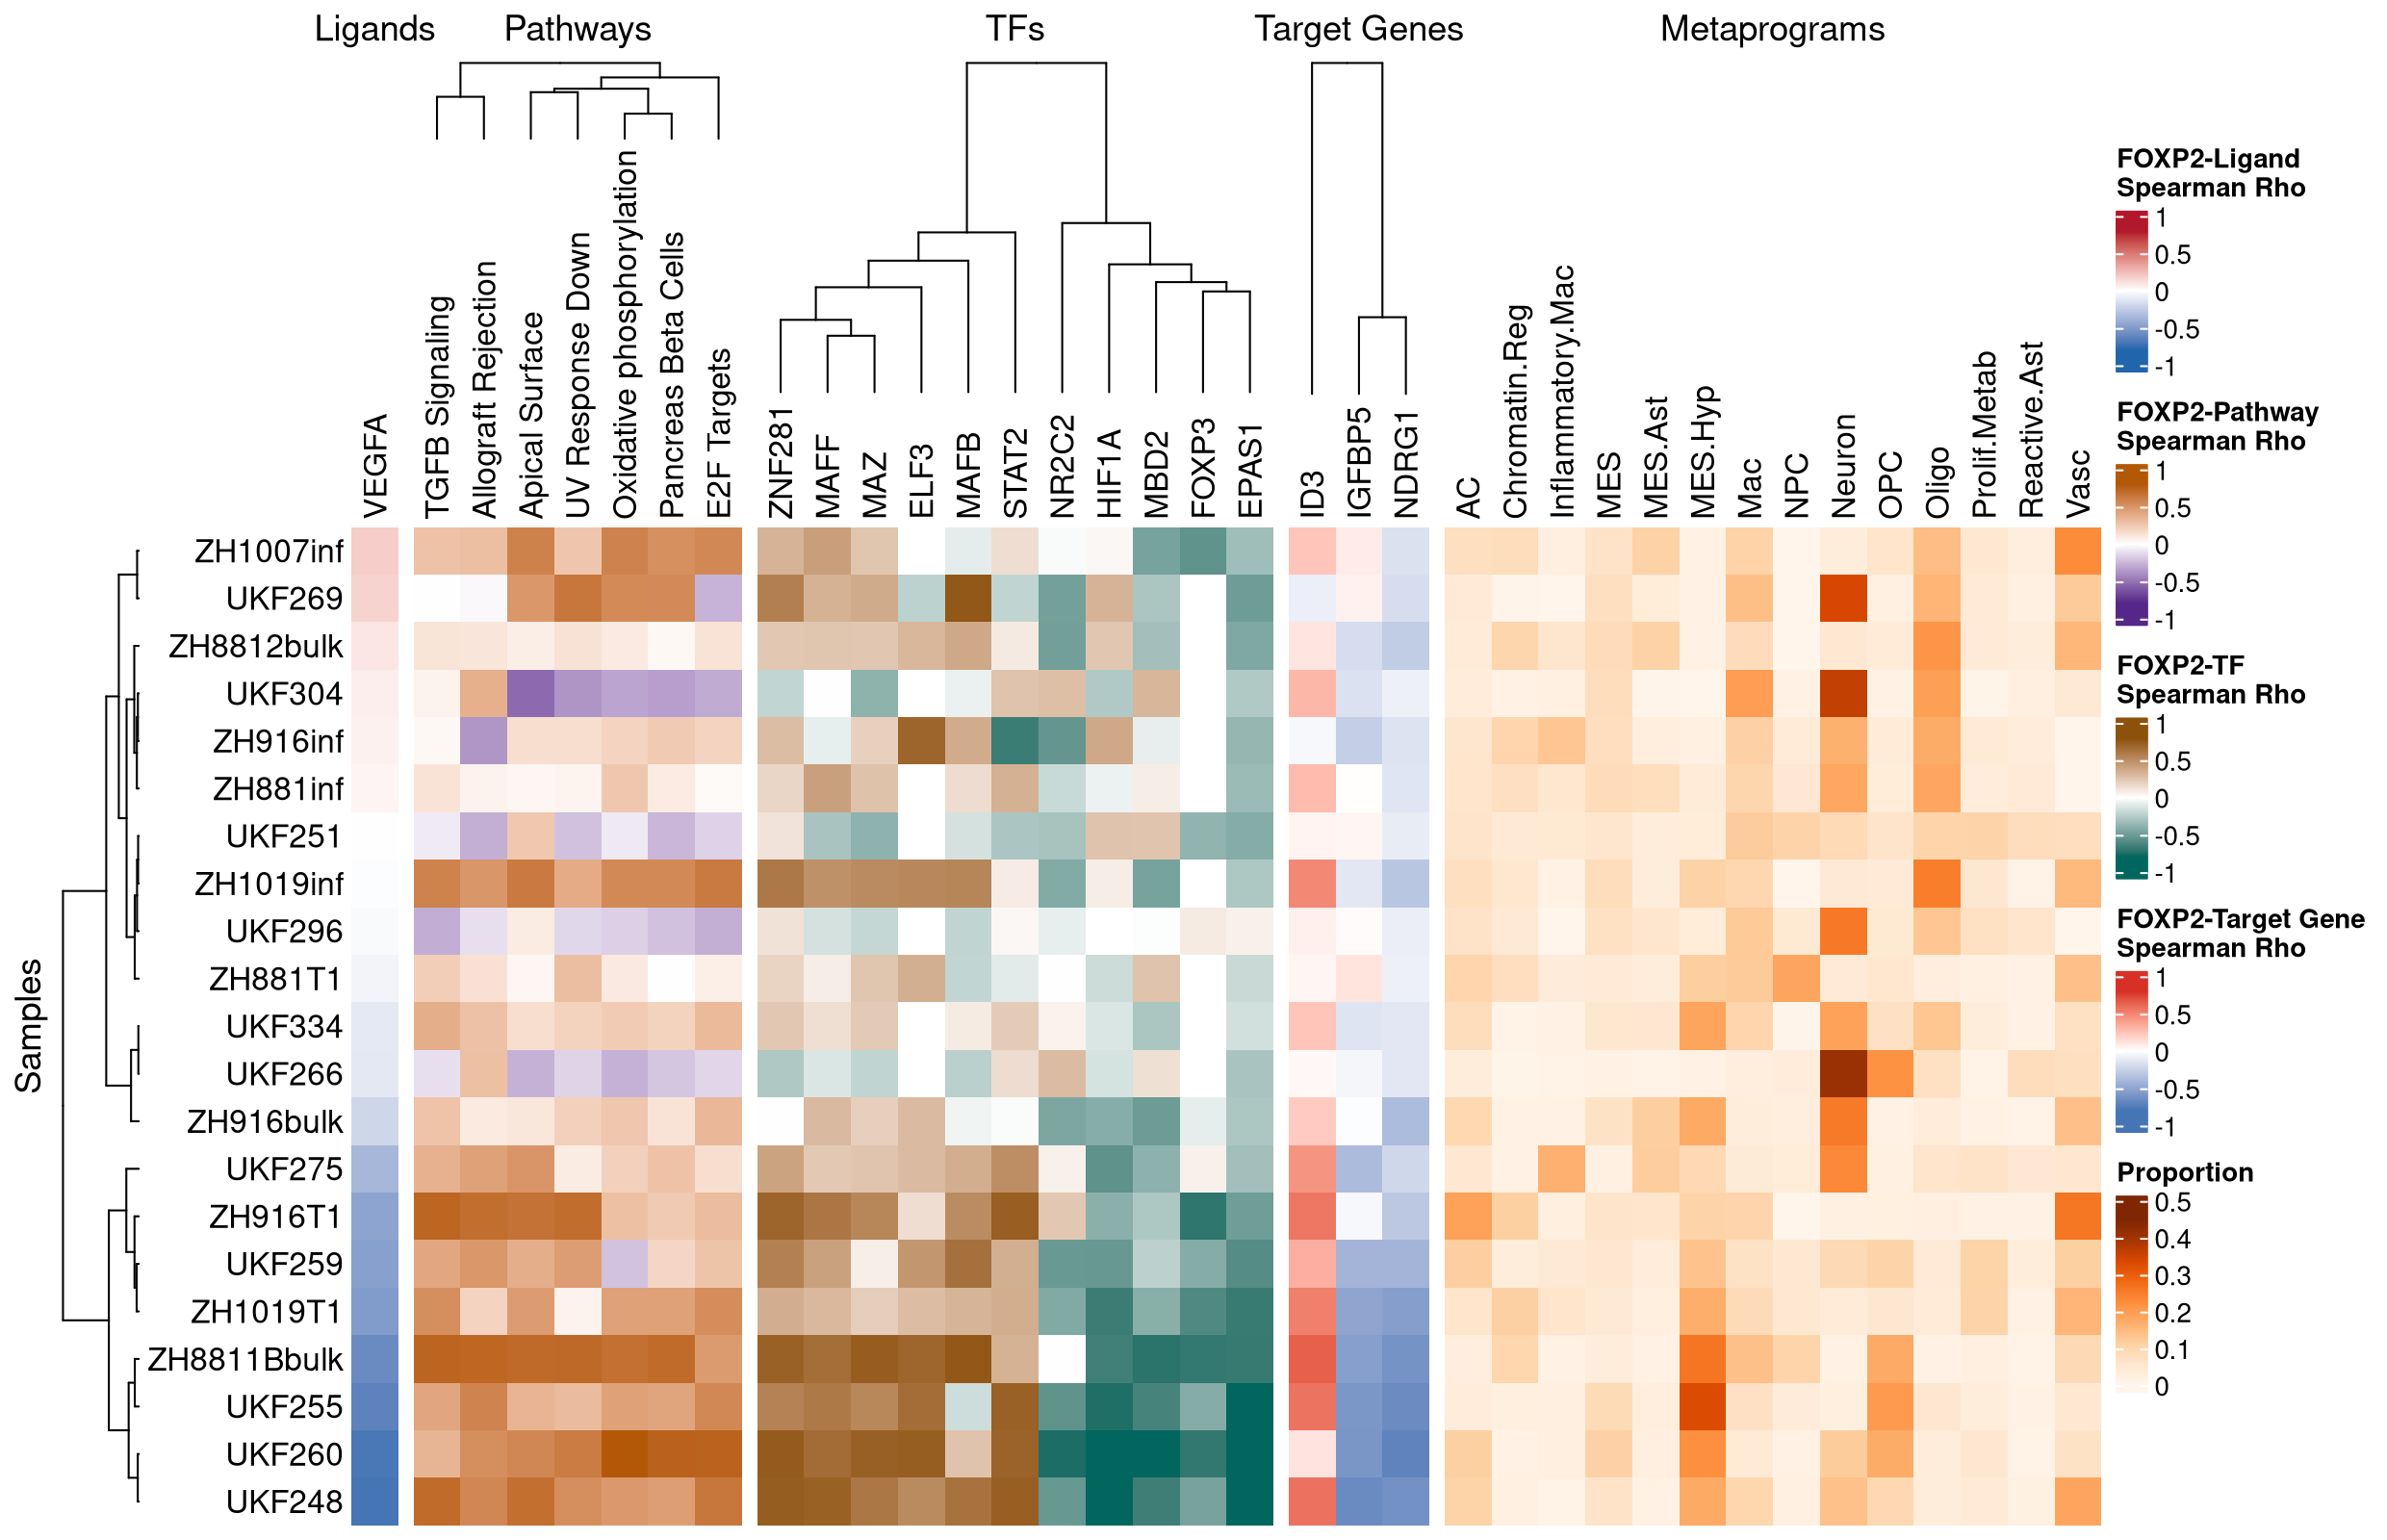 Ligands
Pathways
TFs
Target Genes
Metaprograms
VEGFA
TGFB Signaling
Allograft Rejection
Apical Surface
UV Response Down
Oxidative phosphorylation
Pancreas Beta Cells
E2F Targets
ZNF281
MAFF
MAZ
ELF3
MAFB
STAT2
NR2C2
HIF1A
MBD2
FOXP3
EPAS1
ID3
IGFBP5
NDRG1
AC
Chromatin.Reg
Inflammatory.Mac
MES
MES.Ast
MES.Hyp
Mac
NPC
Neuron
OPC
Oligo
Prolif.Metab
Reactive.Ast
Vasc
Samples
ZH1007inf
UKF269
ZH8812bulk
UKF304
ZH916inf
ZH881inf
UKF251
ZH1019inf
UKF296
ZH881T1
UKF334
UKF266
ZH916bulk
UKF275
ZH916T1
UKF259
ZH1019T1
ZH8811Bbulk
UKF255
UKF260
UKF248
FOXP2-Ligand
Spearman Rho
1
0.5
0
-0.5
-1
FOXP2-Pathway
Spearman Rho
1
0.5
0
-0.5
-1
FOXP2-TF
Spearman Rho
1
0.5
0
-0.5
-1
FOXP2-Target Gene
Spearman Rho
1
0.5
0
-0.5
-1
Proportion
0.5
0.4
0.3
0.2
0.1
0